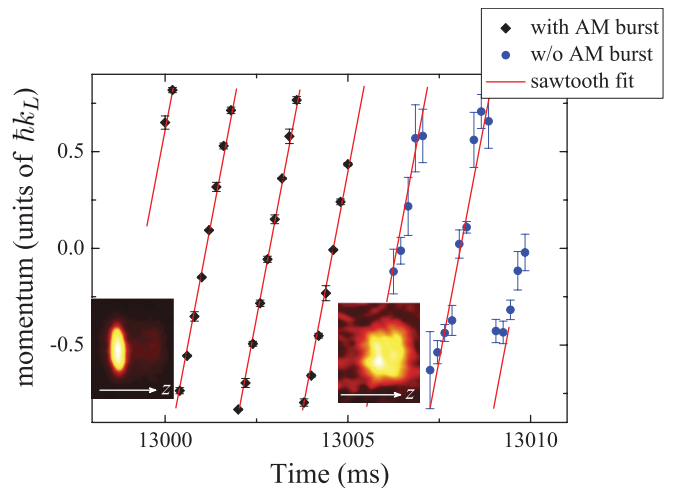 with AM burst
w/o AM burst
sawtooth fit
momentum (units of ℏk_L)
0.5
0.0
-0.5
z
z
13000
13005
13010
Time (ms)